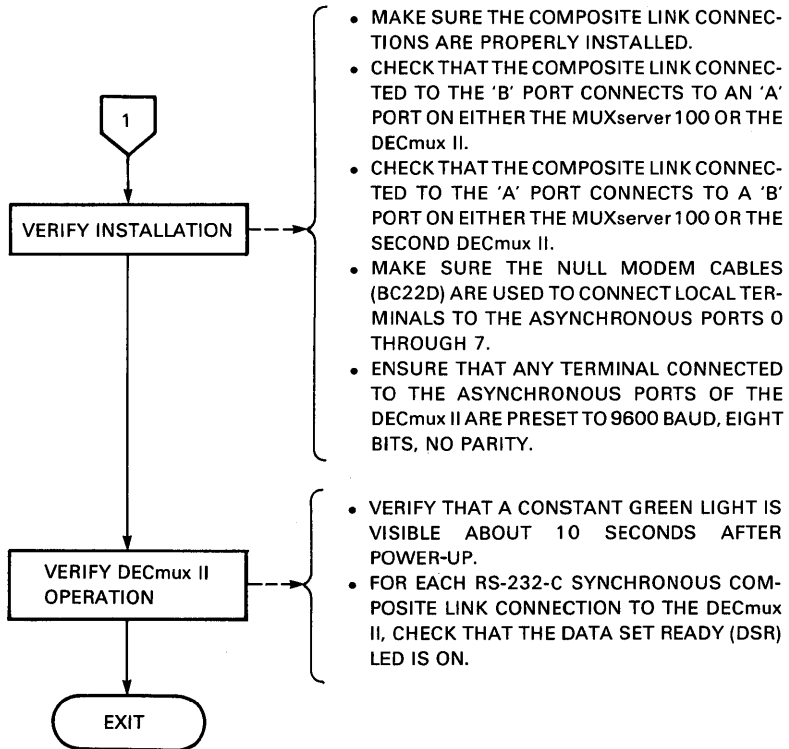 1
VERIFY INSTALLATION
• MAKE SURE THE COMPOSITE LINK CONNEC-
TIONS ARE PROPERLY INSTALLED.
• CHECK THAT THE COMPOSITE LINK CONNEC-
TED TO THE 'B' PORT CONNECTS TO AN 'A'
PORT ON EITHER THE MUXserver 100 OR THE
DECmux II.
• CHECK THAT THE COMPOSITE LINK CONNEC-
TED TO THE 'A' PORT CONNECTS TO A 'B'
PORT ON EITHER THE MUXserver 100 OR THE
SECOND DECmux II.
• MAKE SURE THE NULL MODEM CABLES
(BC22D) ARE USED TO CONNECT LOCAL TER-
MINALS TO THE ASYNCHRONOUS PORTS 0
THROUGH 7.
• ENSURE THAT ANY TERMINAL CONNECTED
TO THE ASYNCHRONOUS PORTS OF THE
DECmux II ARE PRESET TO 9600 BAUD, EIGHT
BITS, NO PARITY.
VERIFY DECmux II
OPERATION
• VERIFY THAT A CONSTANT GREEN LIGHT IS
VISIBLE ABOUT 10 SECONDS AFTER
POWER-UP.
• FOR EACH RS-232-C SYNCHRONOUS COM-
POSITE LINK CONNECTION TO THE DECmux
II, CHECK THAT THE DATA SET READY (DSR)
LED IS ON.
EXIT